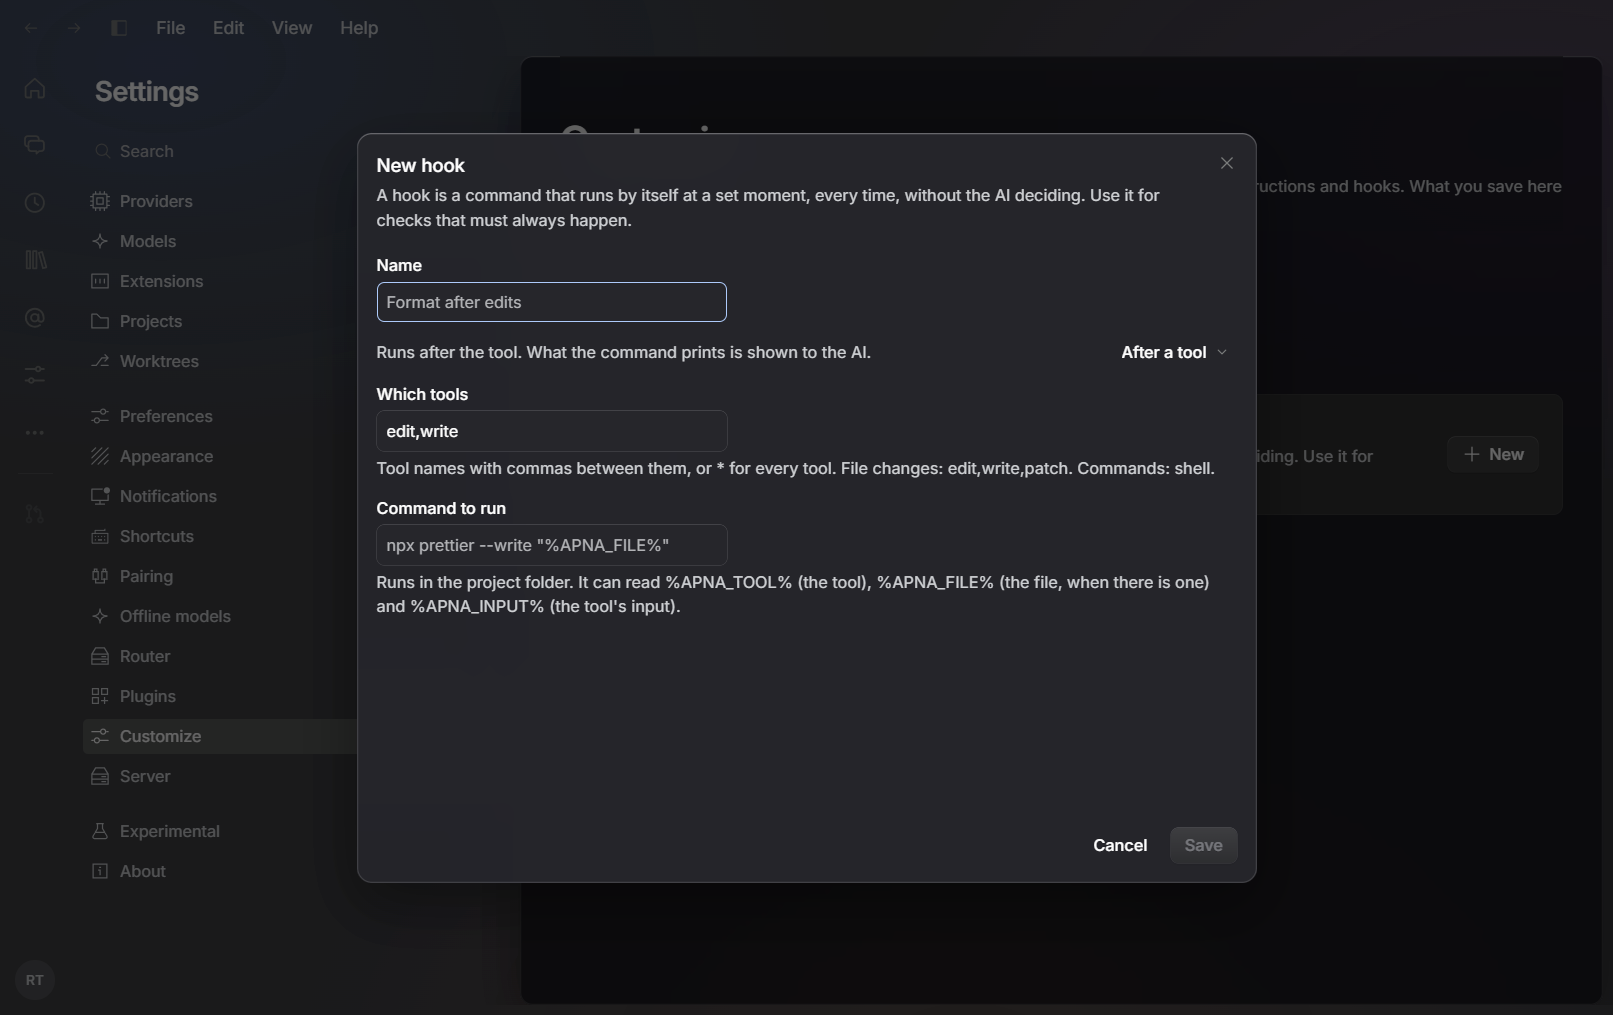 File Edit View Help
Settings
Search
Providers
Models
Extensions
Projects
Worktrees
Preferences
Appearance
Notifications
Shortcuts
Pairing
Offline models
Router
Plugins
Customize
Server
Experimental
About
RT
New hook
A hook is a command that runs by itself at a set moment, every time, without the AI deciding. Use it for
checks that must always happen.
Name
Format after edits
Runs after the tool. What the command prints is shown to the AI.
After a tool
Which tools
edit,write
Tool names with commas between them, or * for every tool. File changes: edit,write,patch. Commands: shell.
Command to run
npx prettier --write "%APNA_FILE%"
Runs in the project folder. It can read %APNA_TOOL% (the tool), %APNA_FILE% (the file, when there is one)
and %APNA_INPUT% (the tool's input).
Cancel
Save
and hooks. What you save here
Use it for
New